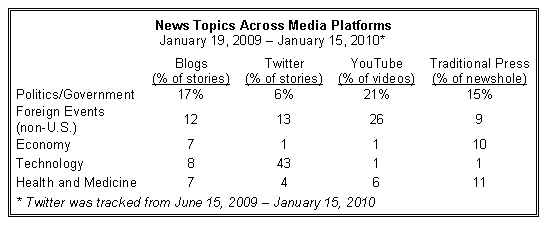 News Topics Across Media Platforms
January 19, 2009 – January 15, 2010*
Blogs Twitter YouTube Traditional Press
(% of stories) (% of stories) (% of videos) (% of newshole)
Politics/Government 17% 6% 21% 15%
Foreign Events
(non-U.S.) 12 13 26 9
Economy 7 1 1 10
Technology 8 43 1 1
Health and Medicine 7 4 6 11
* Twitter was tracked from June 15, 2009 – January 15, 2010